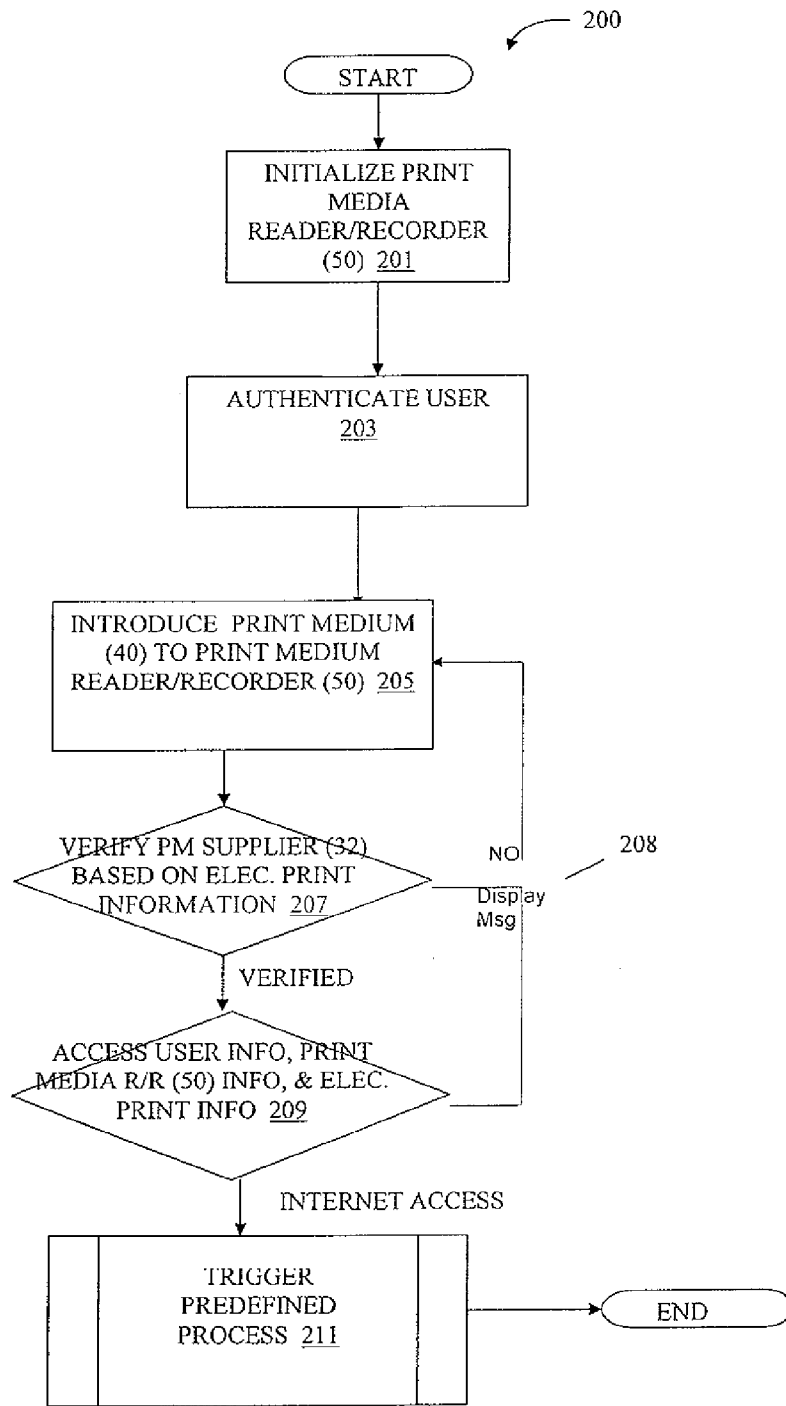 200
START
INITIALIZE PRINT
MEDIA
READER/RECORDER
(50) 201
AUTHENTICATE USER
203
INTRODUCE PRINT MEDIUM
(40) TO PRINT MEDIUM
READER/RECORDER (50) 205
VERIFY PM SUPPLIER (32)
BASED ON ELEC. PRINT
INFORMATION 207
NO
Display
Msg
208
VERIFIED
ACCESS USER INFO, PRINT
MEDIA R/R (50) INFO, & ELEC.
PRINT INFO 209
INTERNET ACCESS
TRIGGER
PREDEFINED
PROCESS 211
END